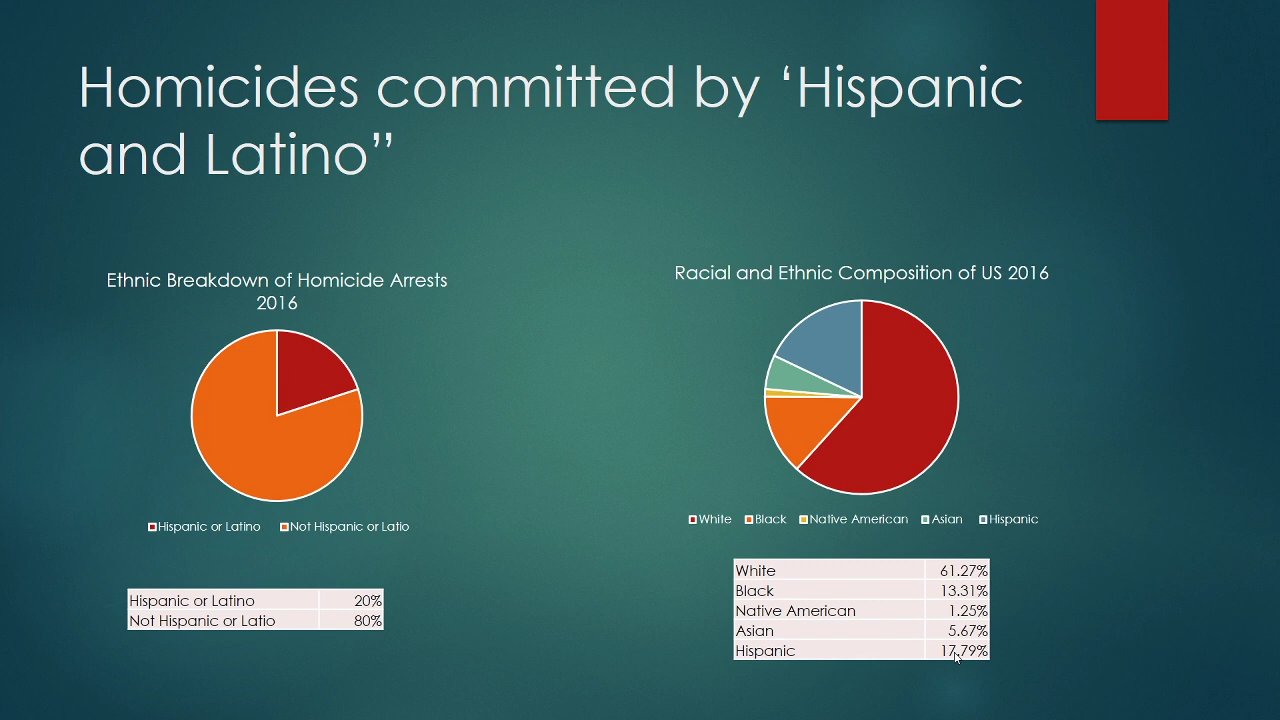 Homicides committed by ‘Hispanic
and Latino”
Ethnic Breakdown of Homicide Arrests
2016
Hispanic or Latino Not Hispanic or Latio
Hispanic or Latino 20%
Not Hispanic or Latio 80%
Racial and Ethnic Composition of US 2016
White Black Native American Asian Hispanic
White 61.27%
Black 13.31%
Native American 1.25%
Asian 5.67%
Hispanic 17.79%